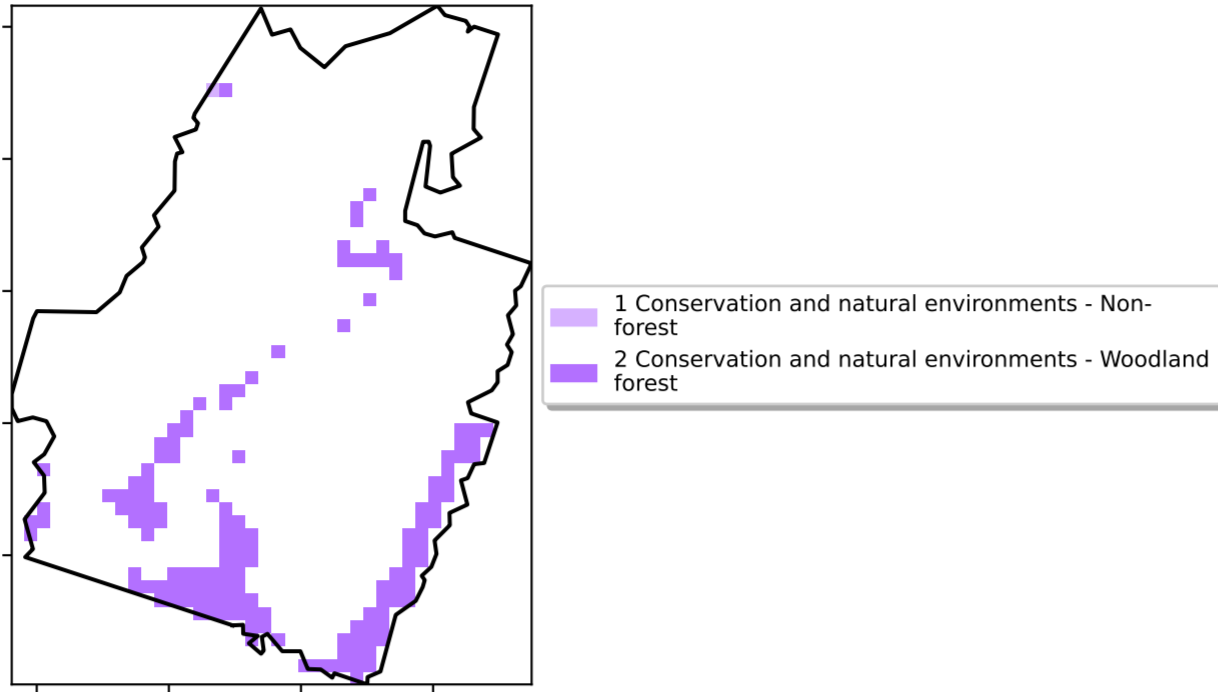 1 Conservation and natural environments - Non-
forest
2 Conservation and natural environments - Woodland
forest